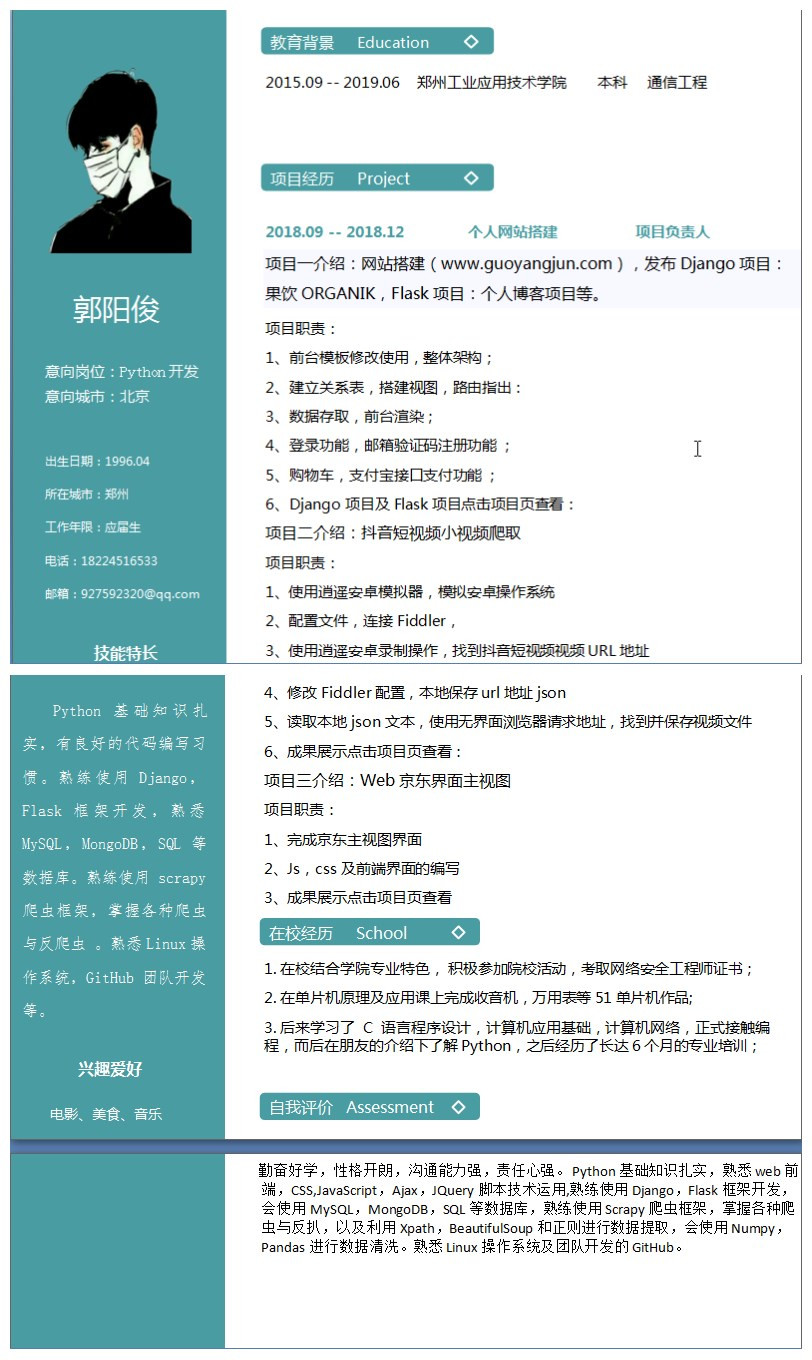 郭阳俊
意向岗位：Python 开发
意向城市：北京
出生日期：1996.04
所在城市：郑州
工作年限：应届生
电话：18224516533
邮箱：927592320@qq.com
技能特长
Python 基础知识扎
实，有良好的代码编写习
惯。熟练使用 Django，
Flask 框架开发，熟悉
MySQL，MongoDB，SQL 等
数据库。熟练使用 scrapy
爬虫框架，掌握各种爬虫
与反爬虫 。熟悉 Linux 操
作系统，GitHub 团队开发
等。
兴趣爱好
电影、美食、音乐
教育背景 Education
2015.09 -- 2019.06 郑州工业应用技术学院 本科 通信工程
项目经历 Project
2018.09 -- 2018.12 个人网站搭建 项目负责人
项目一介绍：网站搭建（www.guoyangjun.com），发布 Django 项目：
果饮 ORGANIK，Flask 项目：个人博客项目等。
项目职责：
1、前台模板修改使用，整体架构；
2、建立关系表，搭建视图，路由指出：
3、数据存取，前台渲染；
4、登录功能，邮箱验证码注册功能 ；
5、购物车，支付宝接口支付功能 ；
6、Django 项目及 Flask 项目点击项目页查看：
项目二介绍：抖音短视频小视频爬取
项目职责：
1、使用逍遥安卓模拟器，模拟安卓操作系统
2、配置文件，连接 Fiddler，
3、使用逍遥安卓录制操作，找到抖音短视频视频 URL 地址
4、修改 Fiddler 配置，本地保存 url 地址 json
5、读取本地 json 文本，使用无界面浏览器请求地址，找到并保存视频文件
6、成果展示点击项目页查看：
项目三介绍：Web 京东界面主视图
项目职责：
1、完成京东主视图界面
2、Js，css 及前端界面的编写
3、成果展示点击项目页查看
在校经历 School
1. 在校结合学院专业特色 ，积极参加院校活动，考取网络安全工程师证书；
2. 在单片机原理及应用课上完成收音机，万用表等 51 单片机作品;
3. 后来学习了 C 语言程序设计，计算机应用基础，计算机网络，正式接触编
程，而后在朋友的介绍下了解 Python，之后经历了长达 6 个月的专业培训；
自我评价 Assessment
勤奋好学，性格开朗，沟通能力强，责任心强。Python 基础知识扎实，熟悉 web 前
端，CSS,JavaScript，Ajax，JQuery 脚本技术运用,熟练使用 Django，Flask 框架开发，
会使用 MySQL，MongoDB，SQL 等数据库，熟练使用 Scrapy 爬虫框架，掌握各种爬
虫与反扒，以及利用 Xpath，BeautifulSoup 和正则进行数据提取，会使用 Numpy，
Pandas 进行数据清洗。熟悉 Linux 操作系统及团队开发的 GitHub。